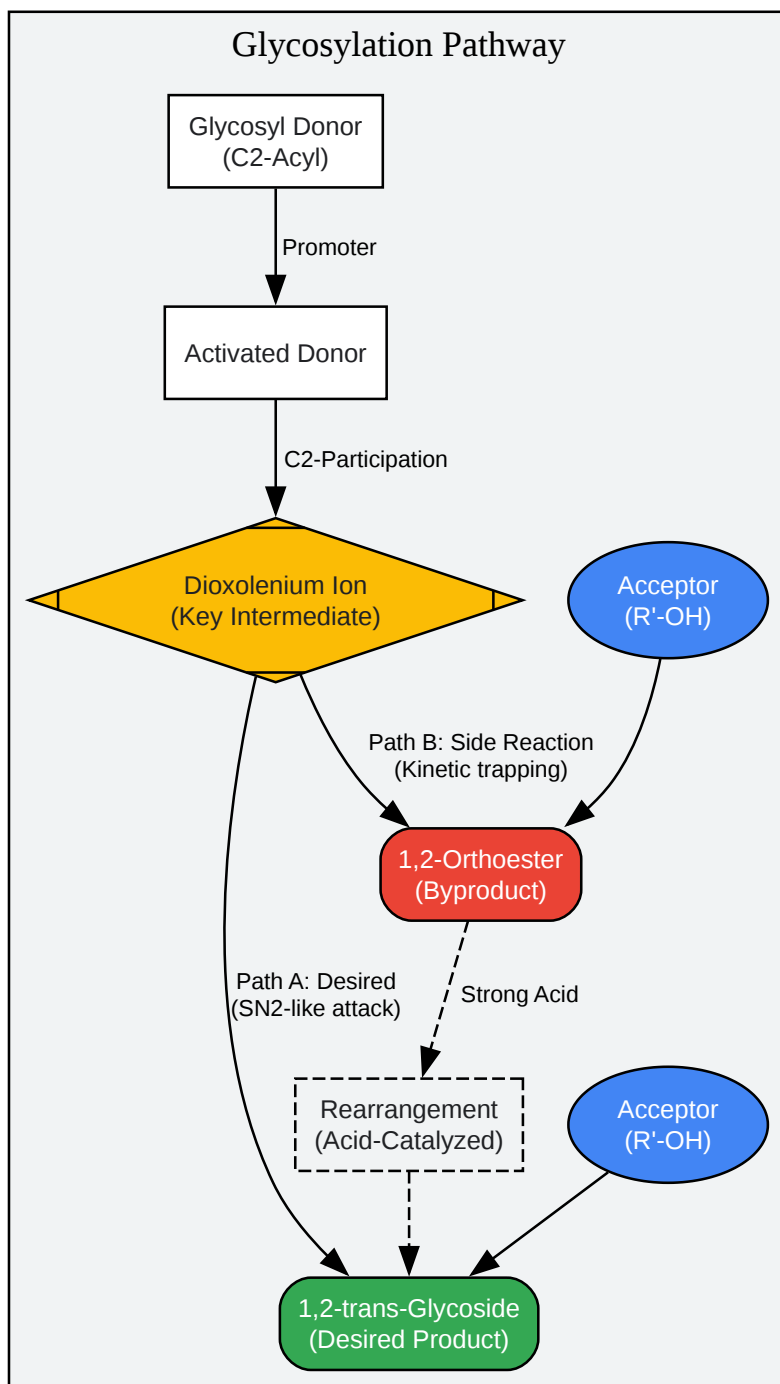 Glycosylation Pathway
Glycosyl Donor
(C2-Acyl)
Promoter
Activated Donor
C2-Participation
Dioxolenium Ion
(Key Intermediate)
Acceptor
(R'-OH)
Path B: Side Reaction
(Kinetic trapping)
1,2-Orthoester
(Byproduct)
Path A: Desired
(SN2-like attack)
Strong Acid
Rearrangement
(Acid-Catalyzed)
Acceptor
(R'-OH)
1,2-trans-Glycoside
(Desired Product)